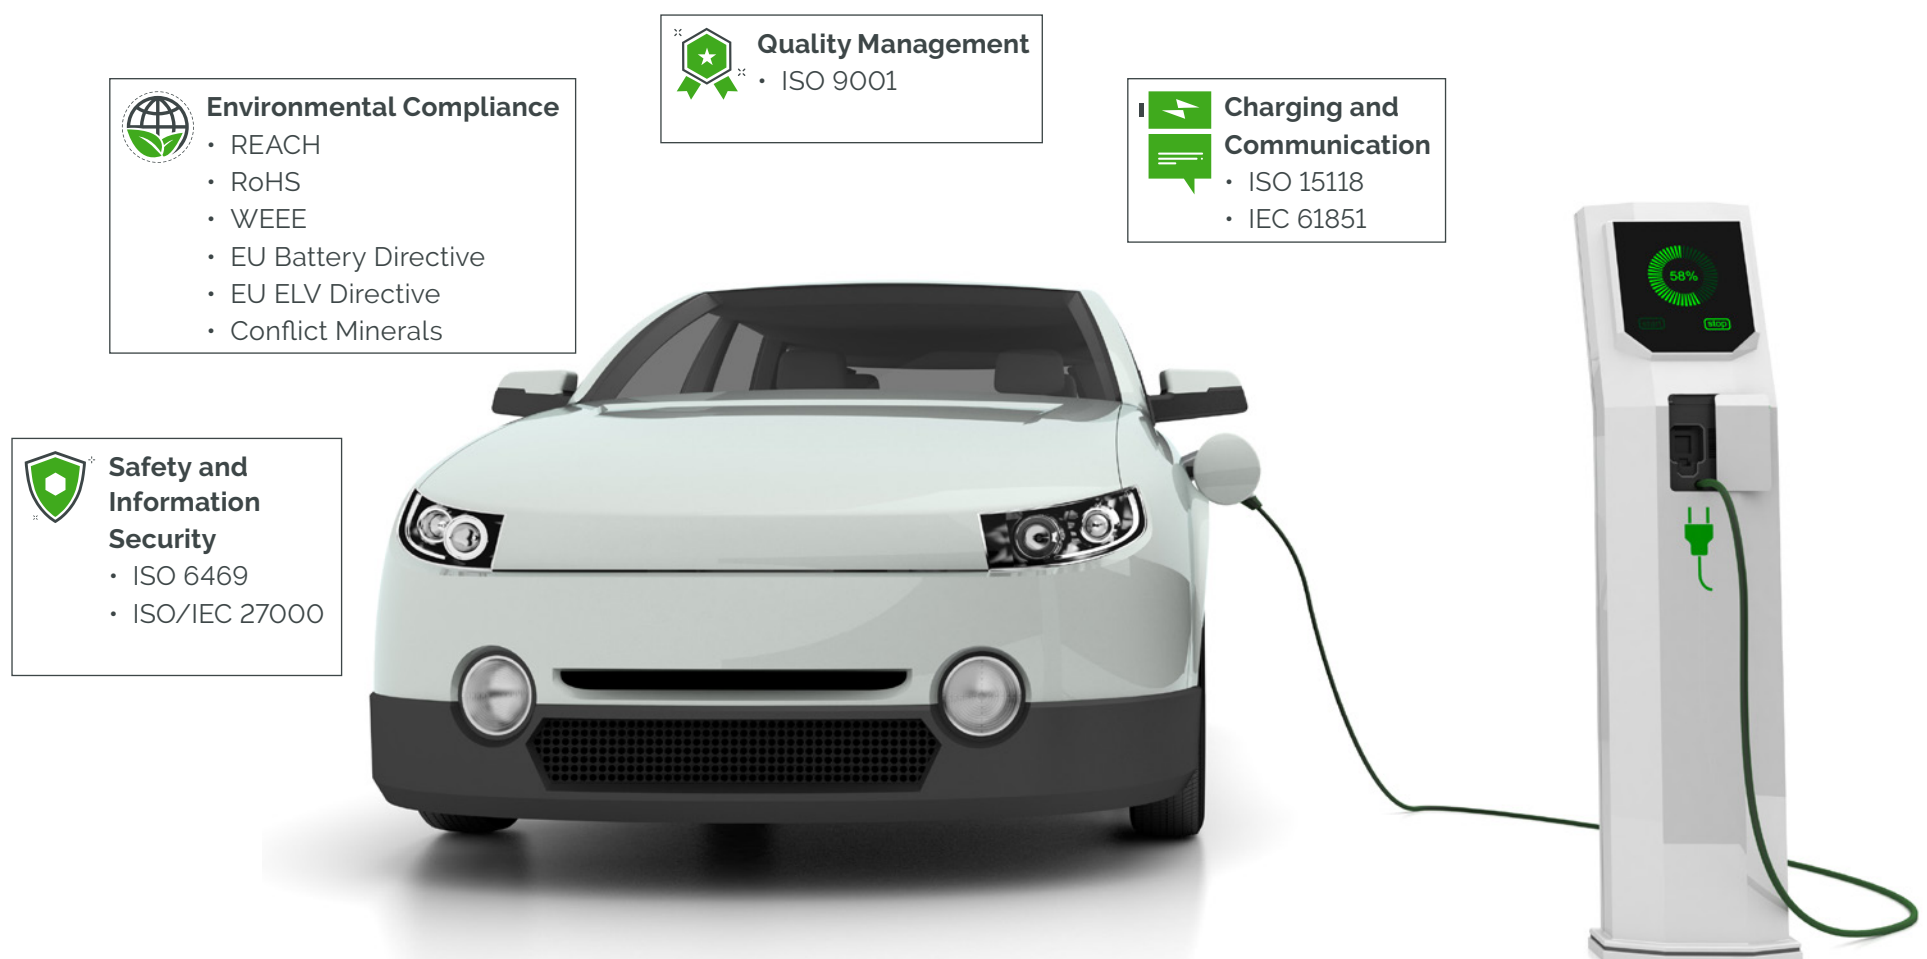 Quality Management
• ISO 9001
Environmental Compliance
• REACH
• RoHS
• WEEE
• EU Battery Directive
• EU ELV Directive
• Conflict Minerals
Charging and
Communication
• ISO 15118
• IEC 61851
Safety and
Information
Security
• ISO 6469
• ISO/IEC 27000
58%
start
stop